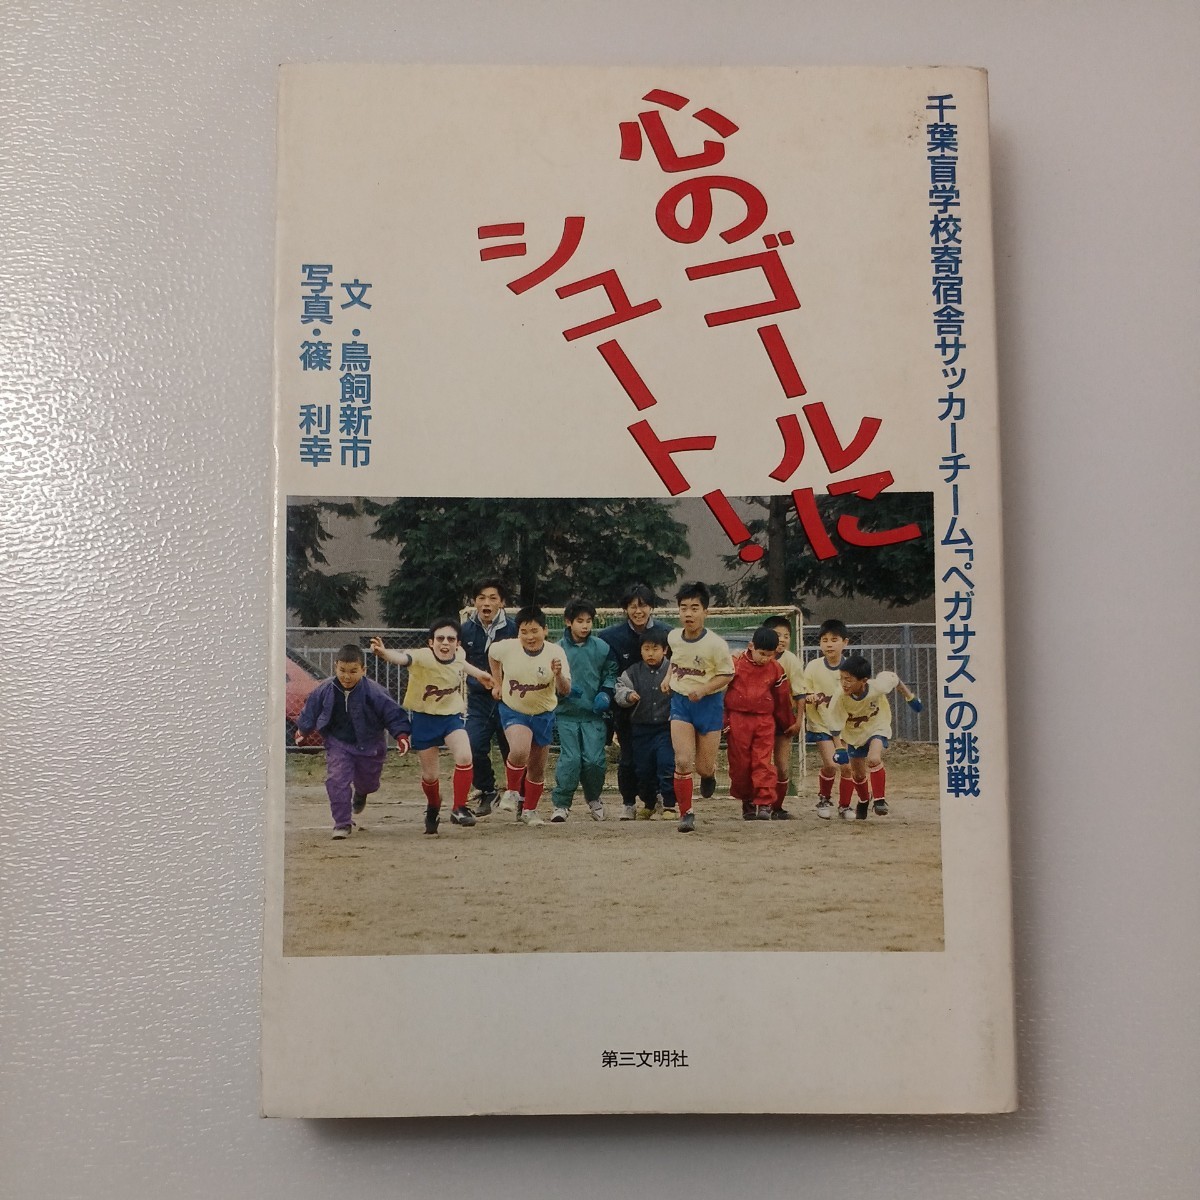 千葉盲学校寄宿舎サッカーチーム「ペガサス」の挑戦
心のゴールに
シュート!
文・鳥飼新市
写真・篠 利幸
Pegasus
Pegasus
第三文明社